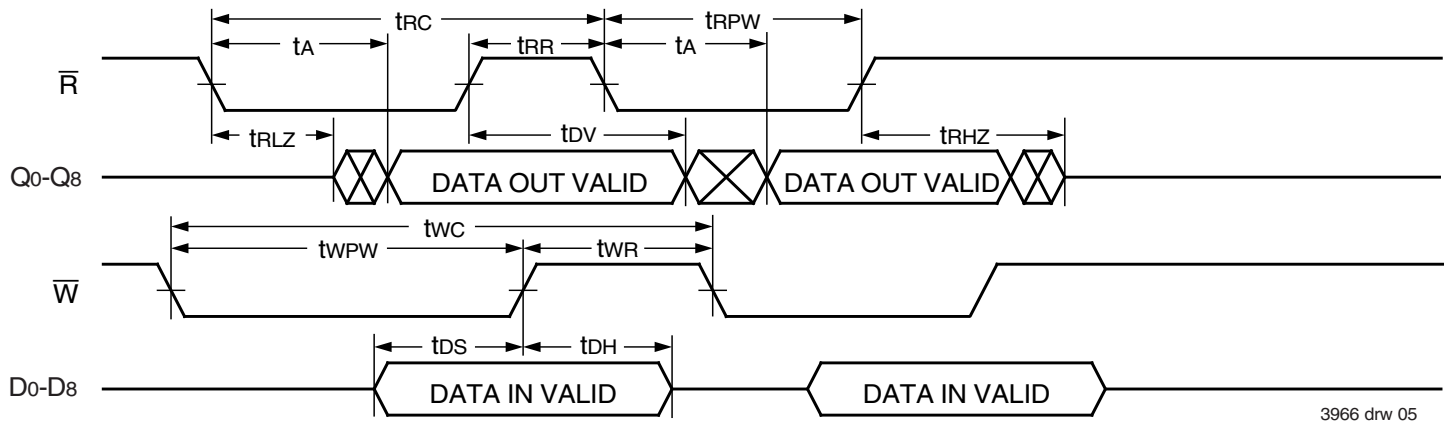 tRC
tRPW
tA
tRR
tA
R̅
tRLZ
tDV
tRHZ
Q0-Q8
DATA OUT VALID
DATA OUT VALID
tWC
tWPW
tWR
W̅
tDS
tDH
D0-D8
DATA IN VALID
DATA IN VALID
3966 drw 05